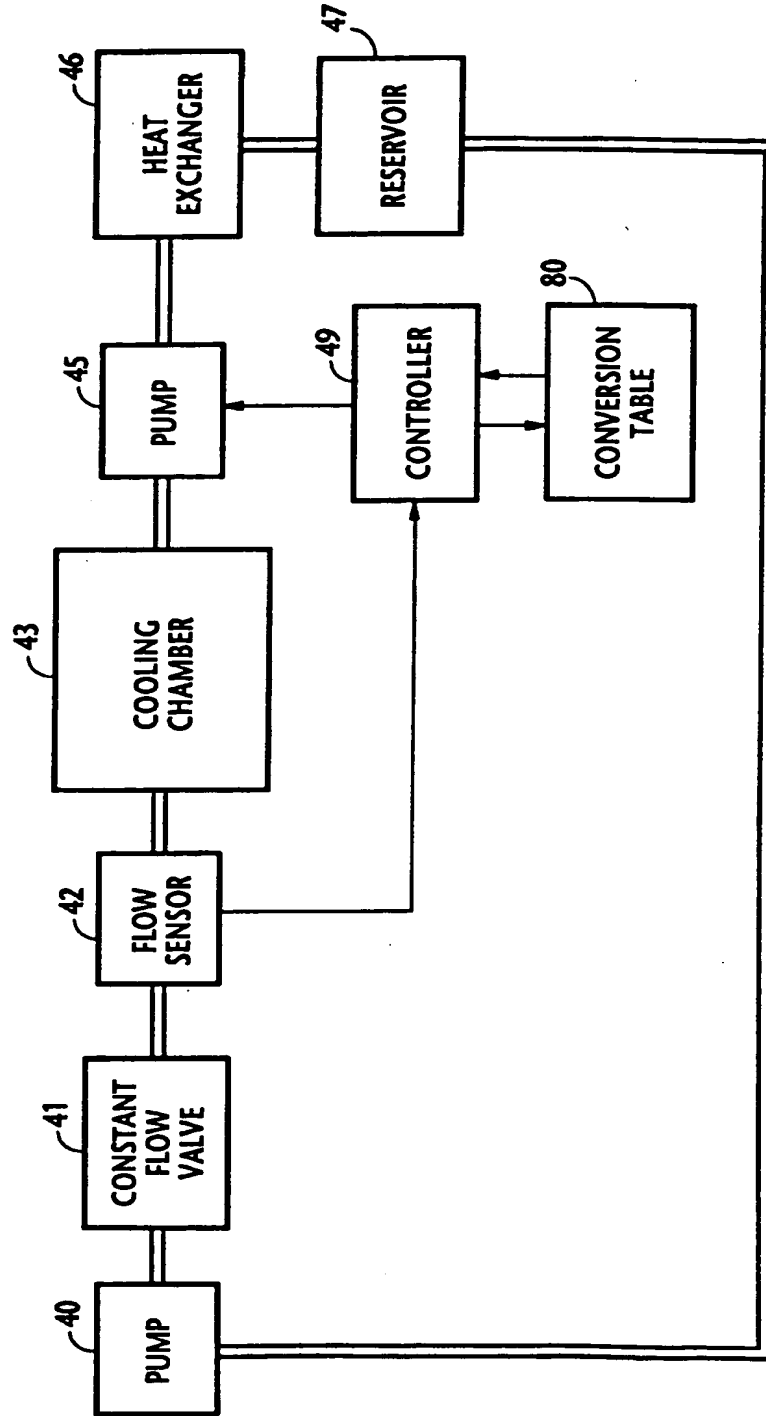 40
PUMP
41
CONSTANT
FLOW
VALVE
42
FLOW
SENSOR
43
COOLING
CHAMBER
45
PUMP
46
HEAT
EXCHANGER
47
RESERVOIR
49
CONTROLLER
80
CONVERSION
TABLE